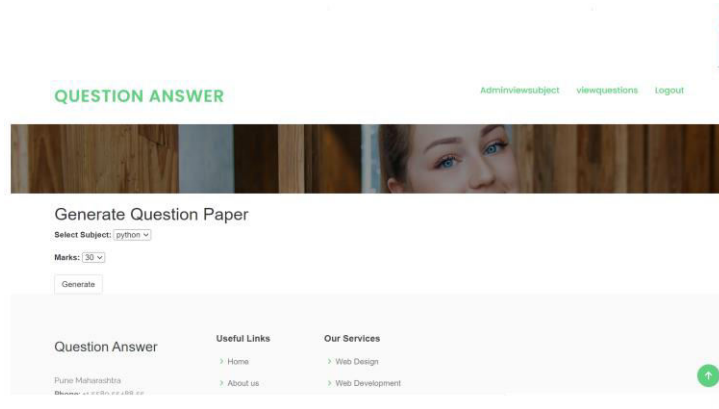 QUESTION ANSWER
Adminviewsubject viewquestions Logout
Generate Question Paper
Select Subject: python
Marks: 30
Generate
Question Answer
Useful Links
Our Services
> Home
> Web Design
Pune Maharashtra
> About us
> Web Development
Phone: